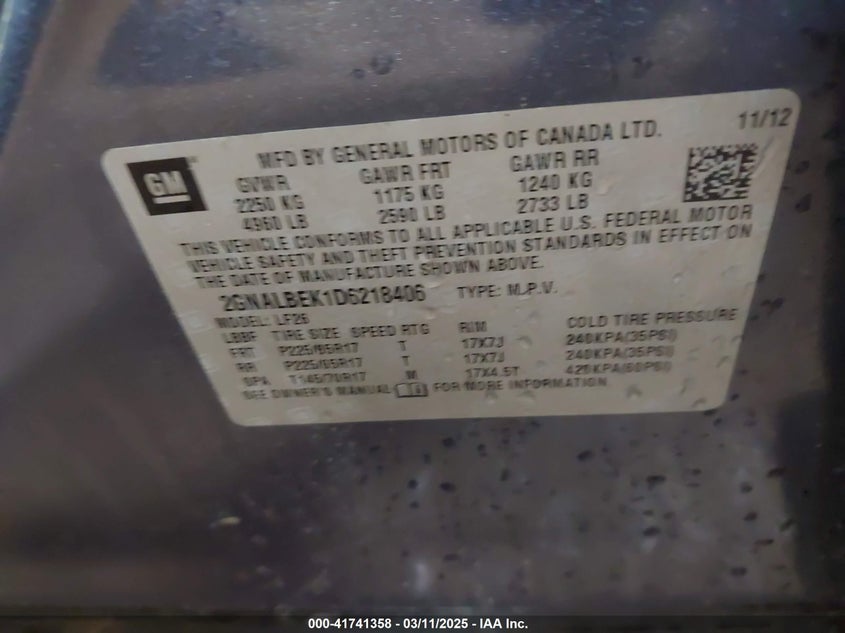 11/12
MFD BY GENERAL MOTORS OF CANADA LTD.
GM
GVWR GAWR FRT GAWR RR
2250 KG 1175 KG 1240 KG
4960 LB 2590 LB 2733 LB
THIS VEHICLE CONFORMS TO ALL APPLICABLE U.S. FEDERAL MOTOR
VEHICLE SAFETY AND THEFT PREVENTION STANDARDS IN EFFECT ON
THE DATE OF MANUFACTURE SHOWN ABOVE.
2GNALBEK1D6218406 TYPE: M.P.V.
MODEL: LF26
TIRE SIZE SPEED RTG RIM COLD TIRE PRESSURE
FRT P225/65R17 T 17X7J 240KPA(35PSI)
RR P225/65R17 T 17X7J 240KPA(35PSI)
SPA T145/70R17 M 17X4.5T 420KPA(60PSI)
SEE OWNER'S MANUAL FOR MORE INFORMATION
000-41741358 - 03/11/2025 - IAA Inc.